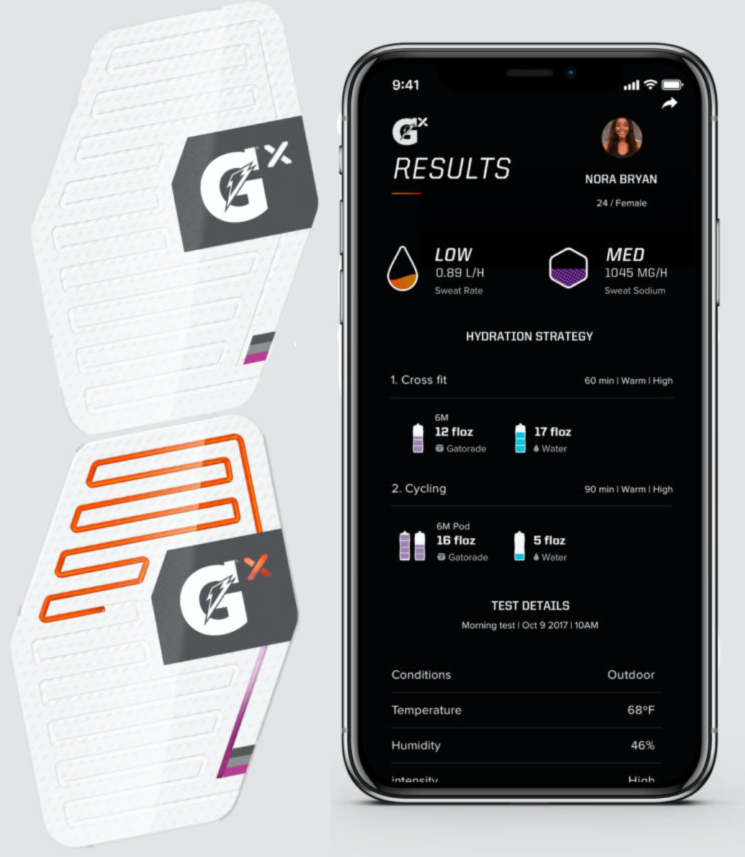 G X
G X
9:41
G X
RESULTS
NORA BRYAN
24 / Female
LOW
0.89 L/H
Sweat Rate
MED
1045 MG/H
Sweat Sodium
HYDRATION STRATEGY
1. Cross fit
60 min | Warm | High
6M
12 floz
Gatorade
17 floz
Water
2. Cycling
90 min | Warm | High
6M Pod
16 floz
Gatorade
5 floz
Water
TEST DETAILS
Morning test | Oct 9 2017 | 10AM
Conditions
Outdoor
Temperature
68°F
Humidity
46%
intensity
High